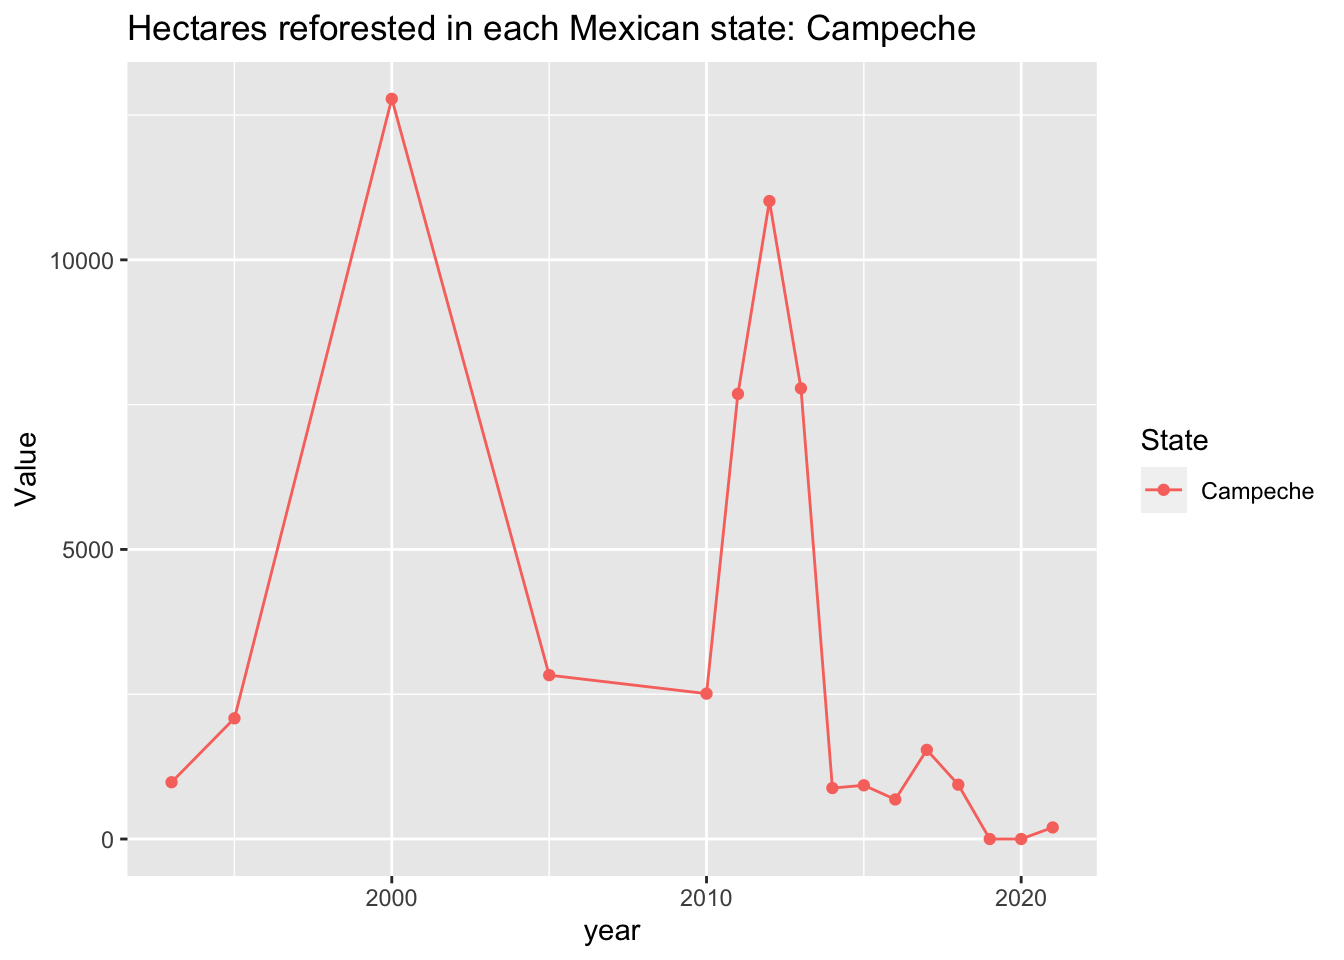 Hectares reforested in each Mexican state: Campeche
10000
5000
0
Value
2000
2010
2020
year
State
Campeche